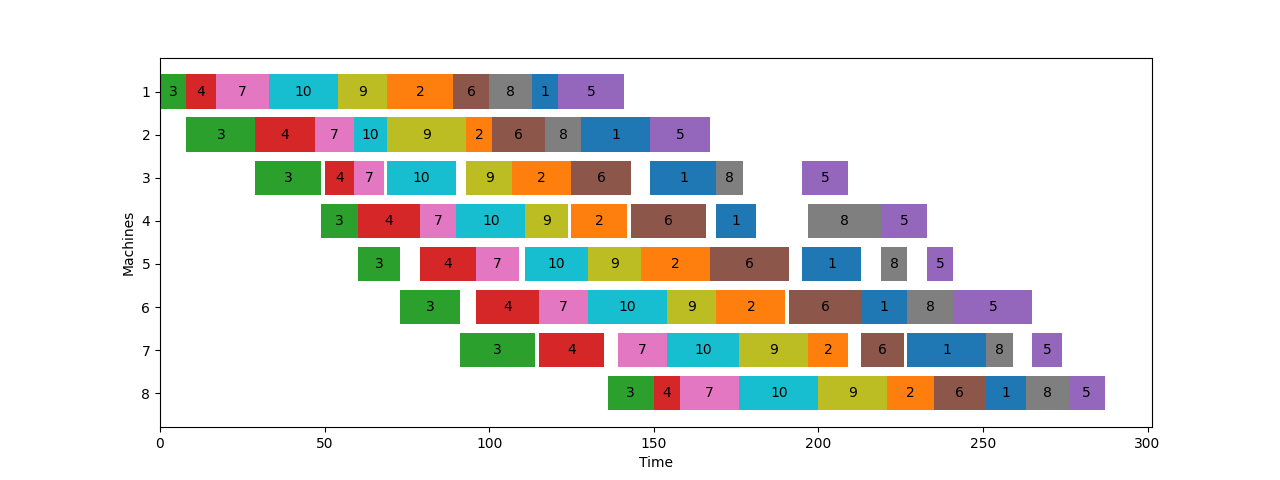 1 3 4 7 10 9 2 6 8 1 5
2 3 4 7 10 9 2 6 8 1 5
3 3 4 7 10 9 2 6 1 8 5
4 3 4 7 10 9 2 6 1 8 5
5 3 4 7 10 9 2 6 1 8 5
6 3 4 7 10 9 2 6 1 8 5
7 3 4 7 10 9 2 6 1 8 5
8 3 4 7 10 9 2 6 1 8 5
Machines
0 50 100 150 200 250 300
Time